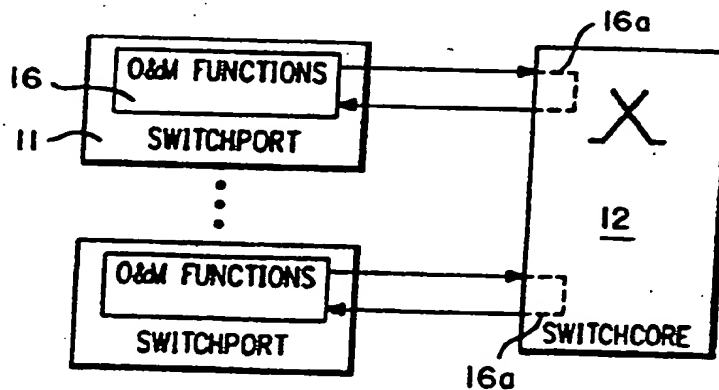 16a
16
O&M FUNCTIONS
11
SWITCHPORT
12
O&M FUNCTIONS
SWITCHPORT
SWITCHCORE
16a